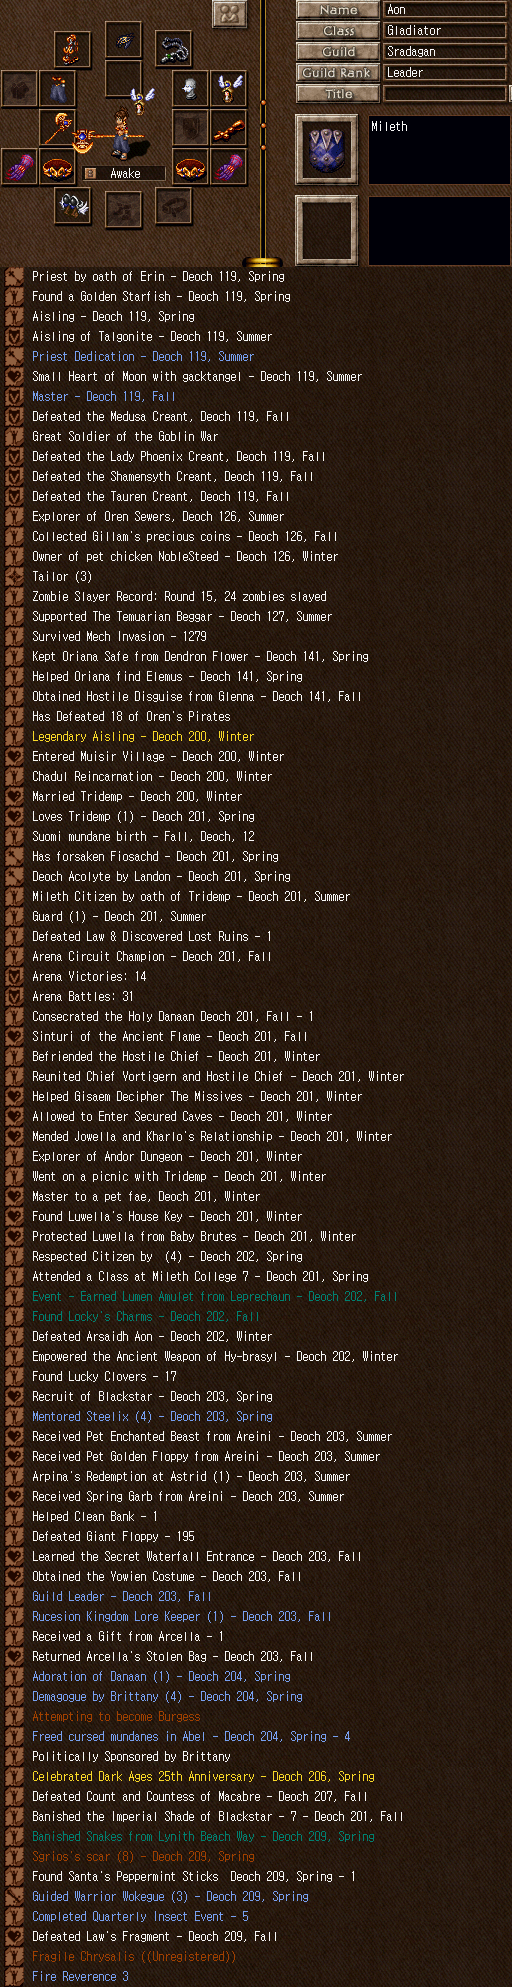 Name Aon
Class Gladiator
Guild Sradagan
Guild Rank Leader
Title
Mileth
Awake
Priest by oath of Erin - Deoch 119, Spring
Found a Golden Starfish - Deoch 119, Spring
Aisling - Deoch 119, Spring
Aisling of Talgonite - Deoch 119, Summer
Priest Dedication - Deoch 119, Summer
Small Heart of Moon with gacktangel - Deoch 119, Summer
Master - Deoch 119, Fall
Defeated the Medusa Creant, Deoch 119, Fall
Great Soldier of the Goblin War
Defeated the Lady Phoenix Creant, Deoch 119, Fall
Defeated the Shamensyth Creant, Deoch 119, Fall
Defeated the Tauren Creant, Deoch 119, Fall
Explorer of Oren Sewers, Deoch 126, Summer
Collected Gillam's precious coins - Deoch 126, Fall
Owner of pet chicken NobleSteed - Deoch 126, Winter
Tailor (3)
Zombie Slayer Record: Round 15, 24 zombies slayed
Supported The Temuarian Beggar - Deoch 127, Summer
Survived Mech Invasion - 1279
Kept Oriana Safe from Dendron Flower - Deoch 141, Spring
Helped Oriana find Elemus - Deoch 141, Spring
Obtained Hostile Disguise from Glenna - Deoch 141, Fall
Has Defeated 18 of Oren's Pirates
Legendary Aisling - Deoch 200, Winter
Entered Muisir Village - Deoch 200, Winter
Chadul Reincarnation - Deoch 200, Winter
Married Tridemp - Deoch 200, Winter
Loves Tridemp (1) - Deoch 201, Spring
Suomi mundane birth - Fall, Deoch, 12
Has forsaken Fiosachd - Deoch 201, Spring
Deoch Acolyte by Landon - Deoch 201, Spring
Mileth Citizen by oath of Tridemp - Deoch 201, Summer
Guard (1) - Deoch 201, Summer
Defeated Law & Discovered Lost Ruins - 1
Arena Circuit Champion - Deoch 201, Fall
Arena Victories: 14
Arena Battles: 31
Consecrated the Holy Danaan Deoch 201, Fall - 1
Sinturi of the Ancient Flame - Deoch 201, Fall
Befriended the Hostile Chief - Deoch 201, Winter
Reunited Chief Vortigern and Hostile Chief - Deoch 201, Winter
Helped Gisaem Decipher The Missives - Deoch 201, Winter
Allowed to Enter Secured Caves - Deoch 201, Winter
Mended Jowella and Kharlo's Relationship - Deoch 201, Winter
Explorer of Andor Dungeon - Deoch 201, Winter
Went on a picnic with Tridemp - Deoch 201, Winter
Master to a pet fae, Deoch 201, Winter
Found Luwella's House Key - Deoch 201, Winter
Protected Luwella from Baby Brutes - Deoch 201, Winter
Respected Citizen by  (4) - Deoch 202, Spring
Attended a Class at Mileth College 7 - Deoch 201, Spring
Event - Earned Lumen Amulet from Leprechaun - Deoch 202, Fall
Found Locky's Charms - Deoch 202, Fall
Defeated Arsaidh Aon - Deoch 202, Winter
Empowered the Ancient Weapon of Hy-brasyl - Deoch 202, Winter
Found Lucky Clovers - 17
Recruit of Blackstar - Deoch 203, Spring
Mentored Steelix (4) - Deoch 203, Spring
Received Pet Enchanted Beast from Areini - Deoch 203, Summer
Received Pet Golden Floppy from Areini - Deoch 203, Summer
Arpina's Redemption at Astrid (1) - Deoch 203, Summer
Received Spring Garb from Areini - Deoch 203, Summer
Helped Clean Bank - 1
Defeated Giant Floppy - 195
Learned the Secret Waterfall Entrance - Deoch 203, Fall
Obtained the Yowien Costume - Deoch 203, Fall
Guild Leader - Deoch 203, Fall
Rucesion Kingdom Lore Keeper (1) - Deoch 203, Fall
Received a Gift from Arcella - 1
Returned Arcella's Stolen Bag - Deoch 203, Fall
Adoration of Danaan (1) - Deoch 204, Spring
Demagogue by Brittany (4) - Deoch 204, Spring
Attempting to become Burgess
Freed cursed mundanes in Abel - Deoch 204, Spring - 4
Politically Sponsored by Brittany
Celebrated Dark Ages 25th Anniversary - Deoch 206, Spring
Defeated Count and Countess of Macabre - Deoch 207, Fall
Banished the Imperial Shade of Blackstar - 7 - Deoch 201, Fall
Banished Snakes from Lynith Beach Way - Deoch 209, Spring
Sgrios's scar (8) - Deoch 209, Spring
Found Santa's Peppermint Sticks  Deoch 209, Spring - 1
Guided Warrior Wokegue (3) - Deoch 209, Spring
Completed Quarterly Insect Event - 5
Defeated Law's Fragment - Deoch 209, Fall
Fragile Chrysalis ((Unregistered))
Fire Reverence 3